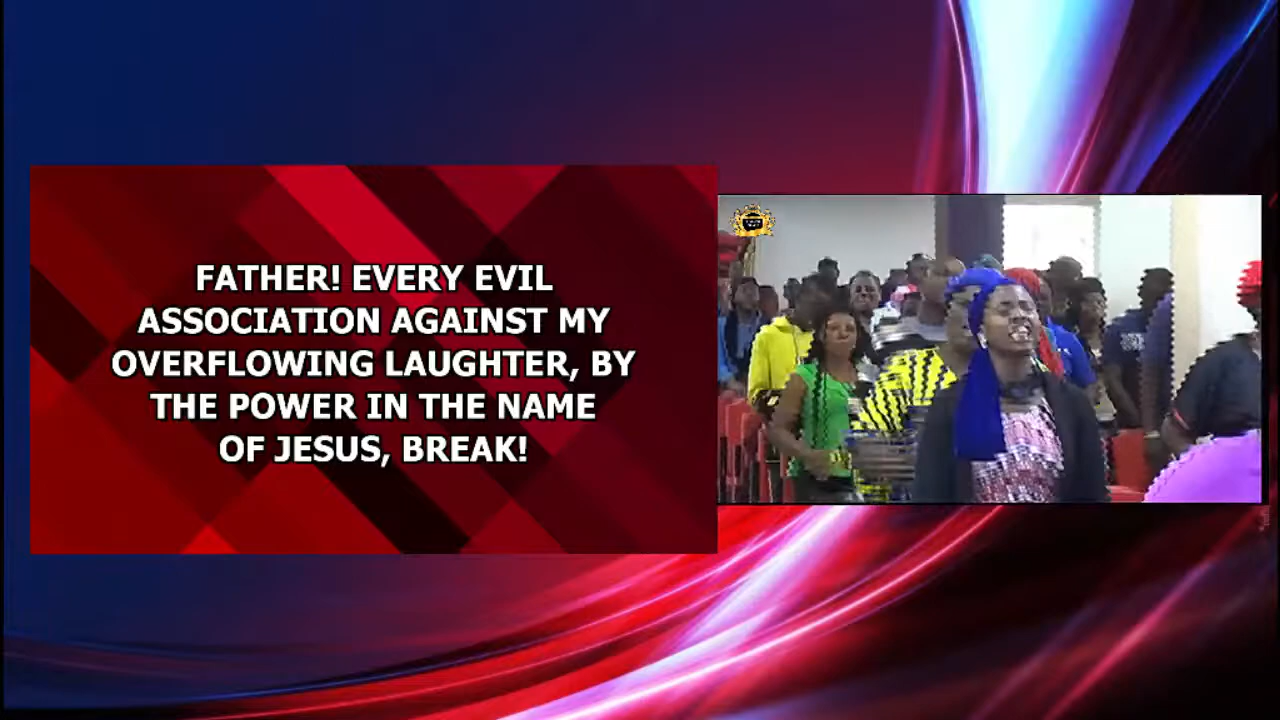 FATHER! EVERY EVIL
ASSOCIATION AGAINST MY
OVERFLOWING LAUGHTER, BY
THE POWER IN THE NAME
OF JESUS, BREAK!